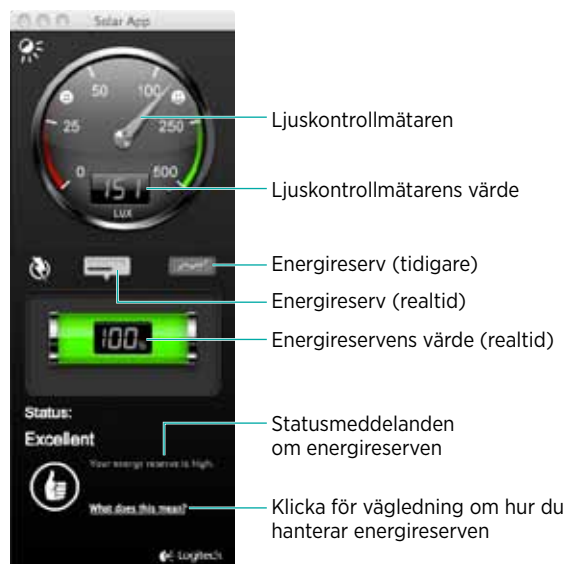 Solar App
50
100
25
250
0
500
151
LUX
Ljuskontrollmätaren
Ljuskontrollmätarens värde
Energireserv (tidigare)
Energireserv (realtid)
100%
Energireservens värde (realtid)
Status:
Excellent
Statusmeddelanden
om energireserven
Your energy reserve is high.
What does this mean?
Klicka för vägledning om hur du
hanterar energireserven
Logitech